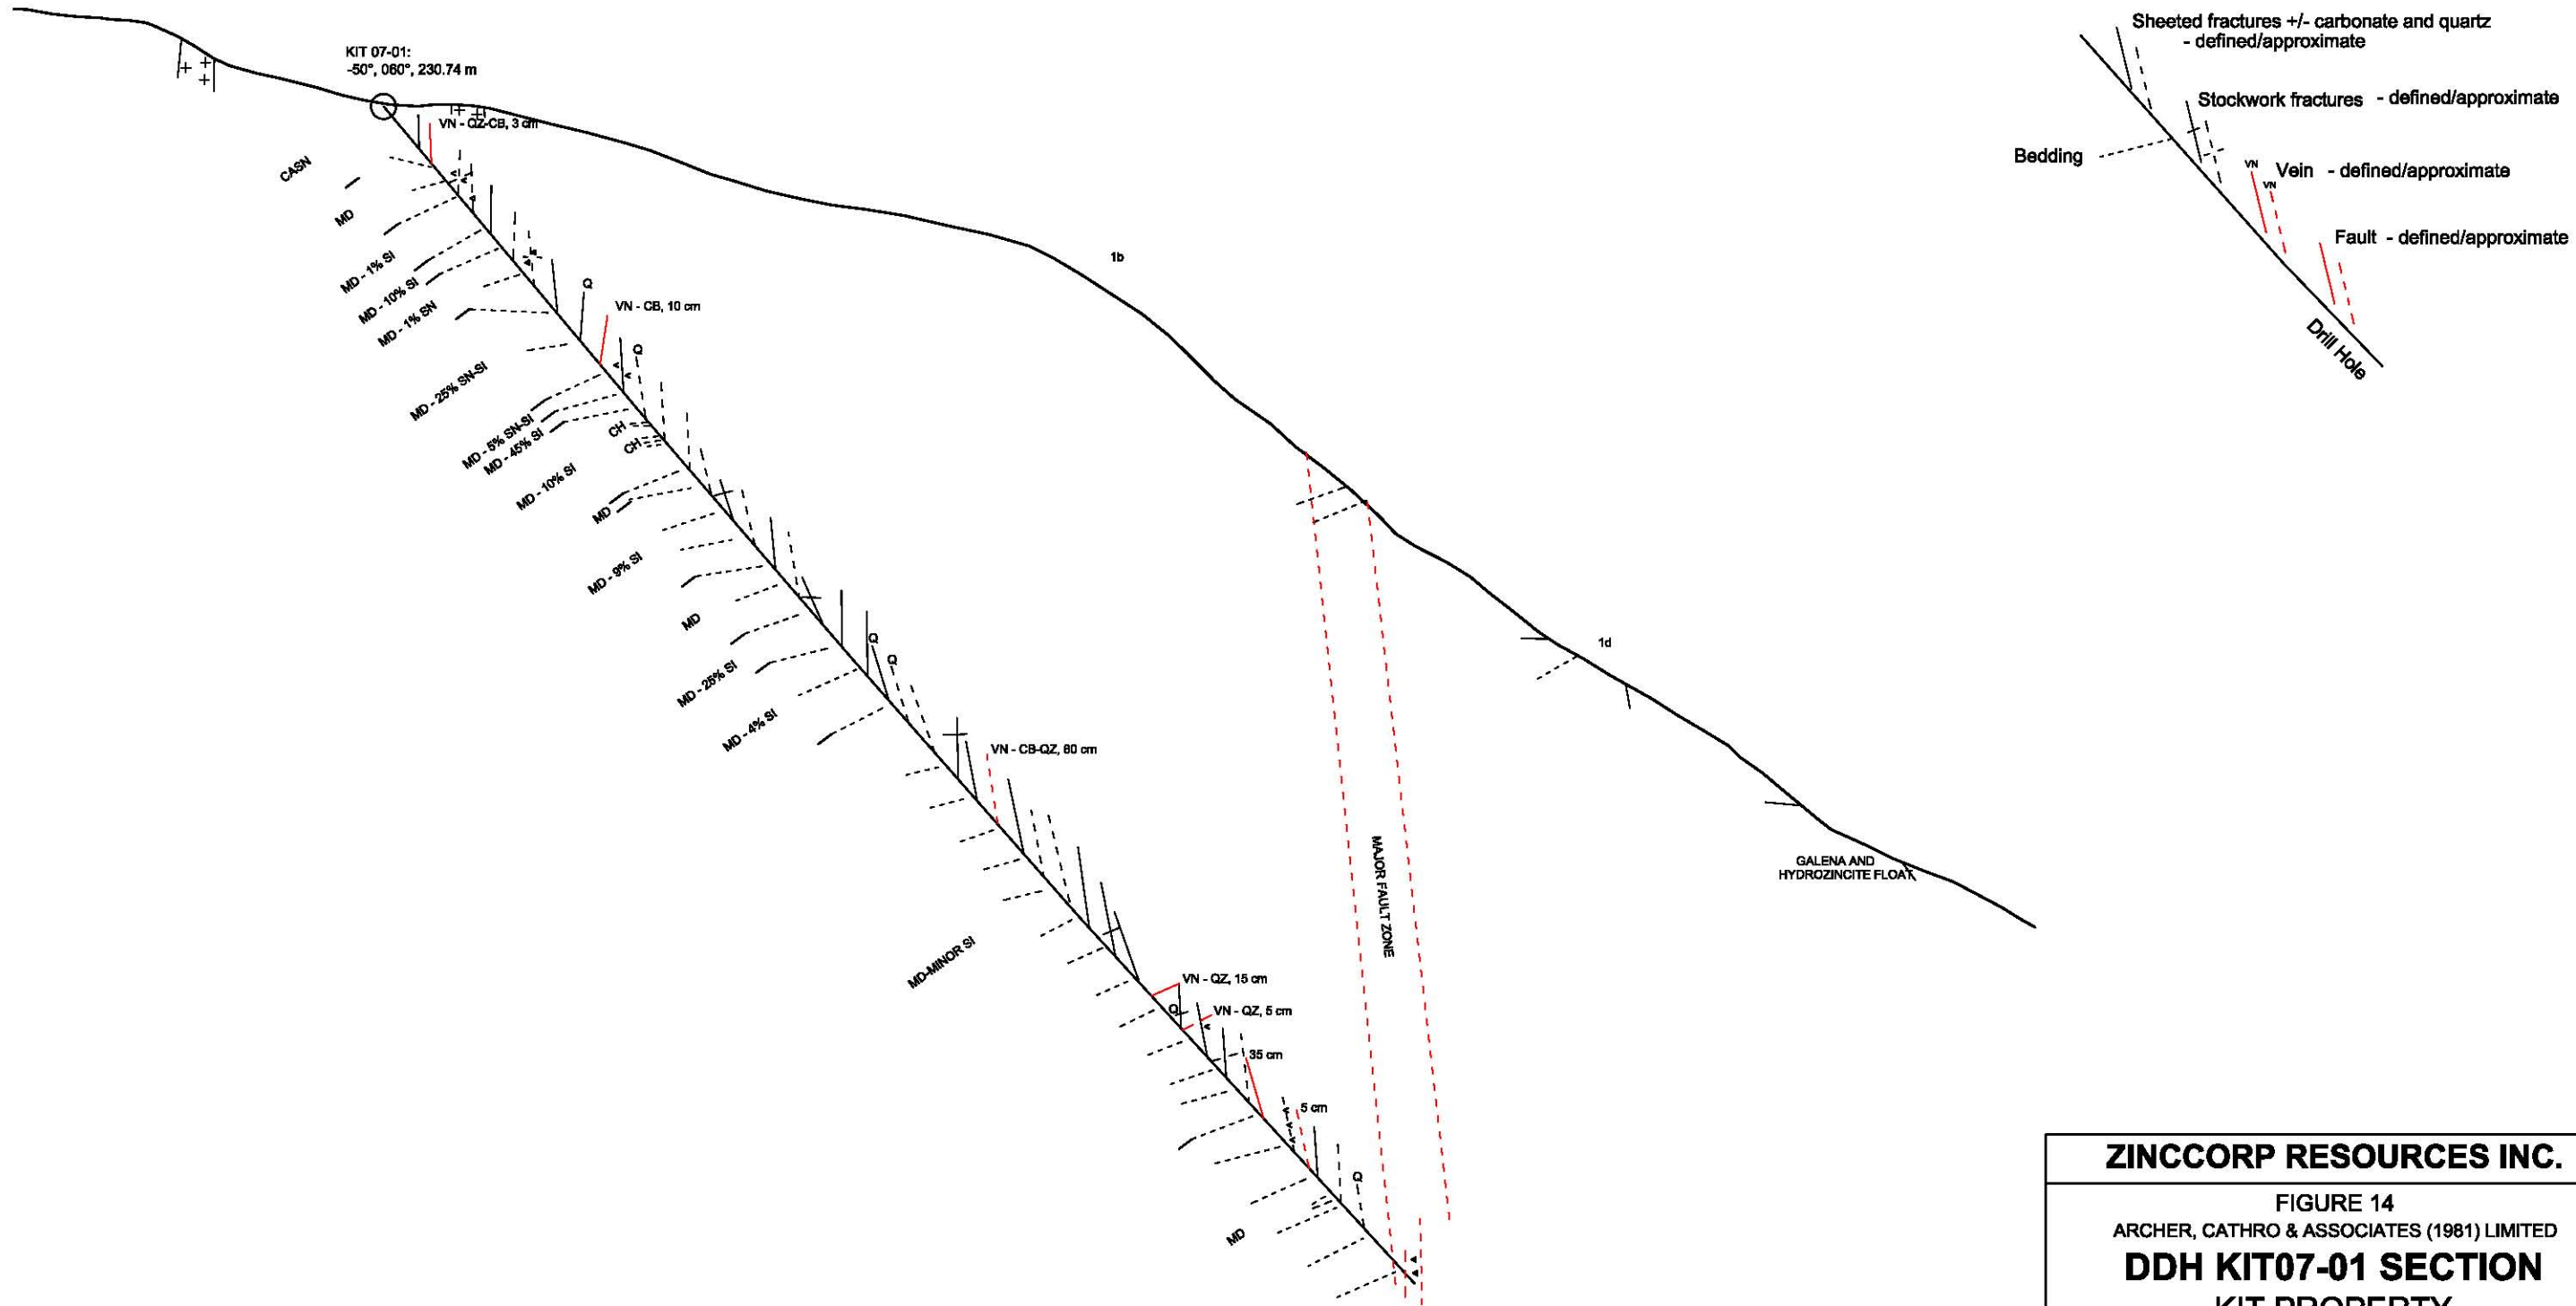 KIT 07-01:
-50°, 060°, 230.74 m
VN - QZ-CB, 3 cm
CASN
MD
MD - 1% SI
MD - 10% SI
MD - 1% SN
Q
VN - CB, 10 cm
Q
MD - 25% SN-SI
MD - 5% SN-SI
MD - 45% SI
CH
CH
MD - 10% SI
MD
MD - 9% SI
MD
Q
Q
MD - 25% SI
MD - 4% SI
VN - CB-QZ, 60 cm
MD-MINOR SI
VN - QZ, 15 cm
Q
VN - QZ, 5 cm
35 cm
5 cm
Q
MD
1b
1d
MAJOR FAULT ZONE
GALENA AND
HYDROZINCITE FLOAT
Sheeted fractures +/- carbonate and quartz
- defined/approximate
Stockwork fractures - defined/approximate
Bedding
VN
VN
Vein - defined/approximate
Fault - defined/approximate
Drill Hole
ZINCCORP RESOURCES INC.
FIGURE 14
ARCHER, CATHRO & ASSOCIATES (1981) LIMITED
DDH KIT07-01 SECTION
KIT PROPERTY